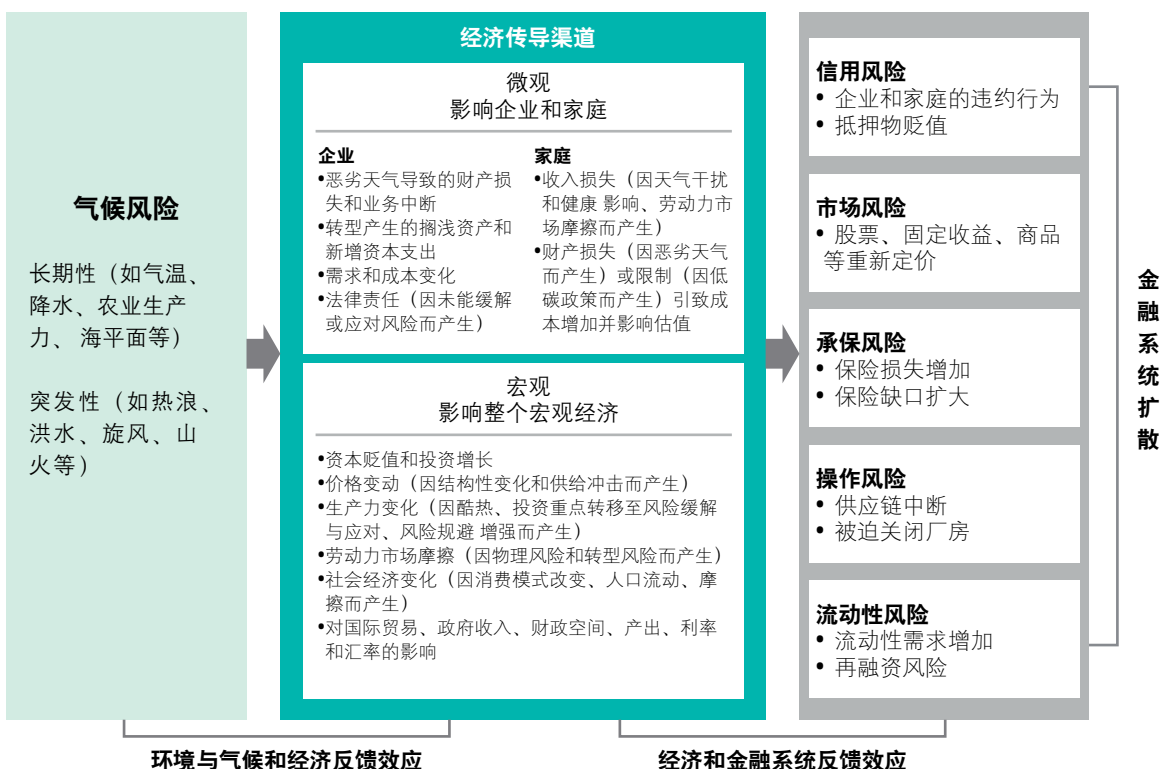 气候风险
长期性（如气温、
降水、农业生产
力、 海平面等）
突发性（如热浪、
洪水、旋风、山
火等）
经济传导渠道
微观
影响企业和家庭
企业
•恶劣天气导致的财产损
失和业务中断
•转型产生的搁浅资产和
新增资本支出
•需求和成本变化
•法律责任（因未能缓解
或应对风险而产生）
家庭
•收入损失（因天气干扰
和健康 影响、劳动力市
场摩擦而产生）
•财产损失（因恶劣天气
而产生）或限制（因低
碳政策而产生）引致成
本增加并影响估值
宏观
影响整个宏观经济
•资本贬值和投资增长
•价格变动（因结构性变化和供给冲击而产生）
•生产力变化（因酷热、投资重点转移至风险缓解
与应对、风险规避 增强而产生）
•劳动力市场摩擦（因物理风险和转型风险而产生）
•社会经济变化（因消费模式改变、人口流动、摩
擦而产生）
•对国际贸易、政府收入、财政空间、产出、利率
和汇率的影响
信用风险
• 企业和家庭的违约行为
• 抵押物贬值
市场风险
• 股票、固定收益、商品
等重新定价
承保风险
• 保险损失增加
• 保险缺口扩大
操作风险
• 供应链中断
• 被迫关闭厂房
流动性风险
• 流动性需求增加
• 再融资风险
金融系统扩散
环境与气候和经济反馈效应
经济和金融系统反馈效应